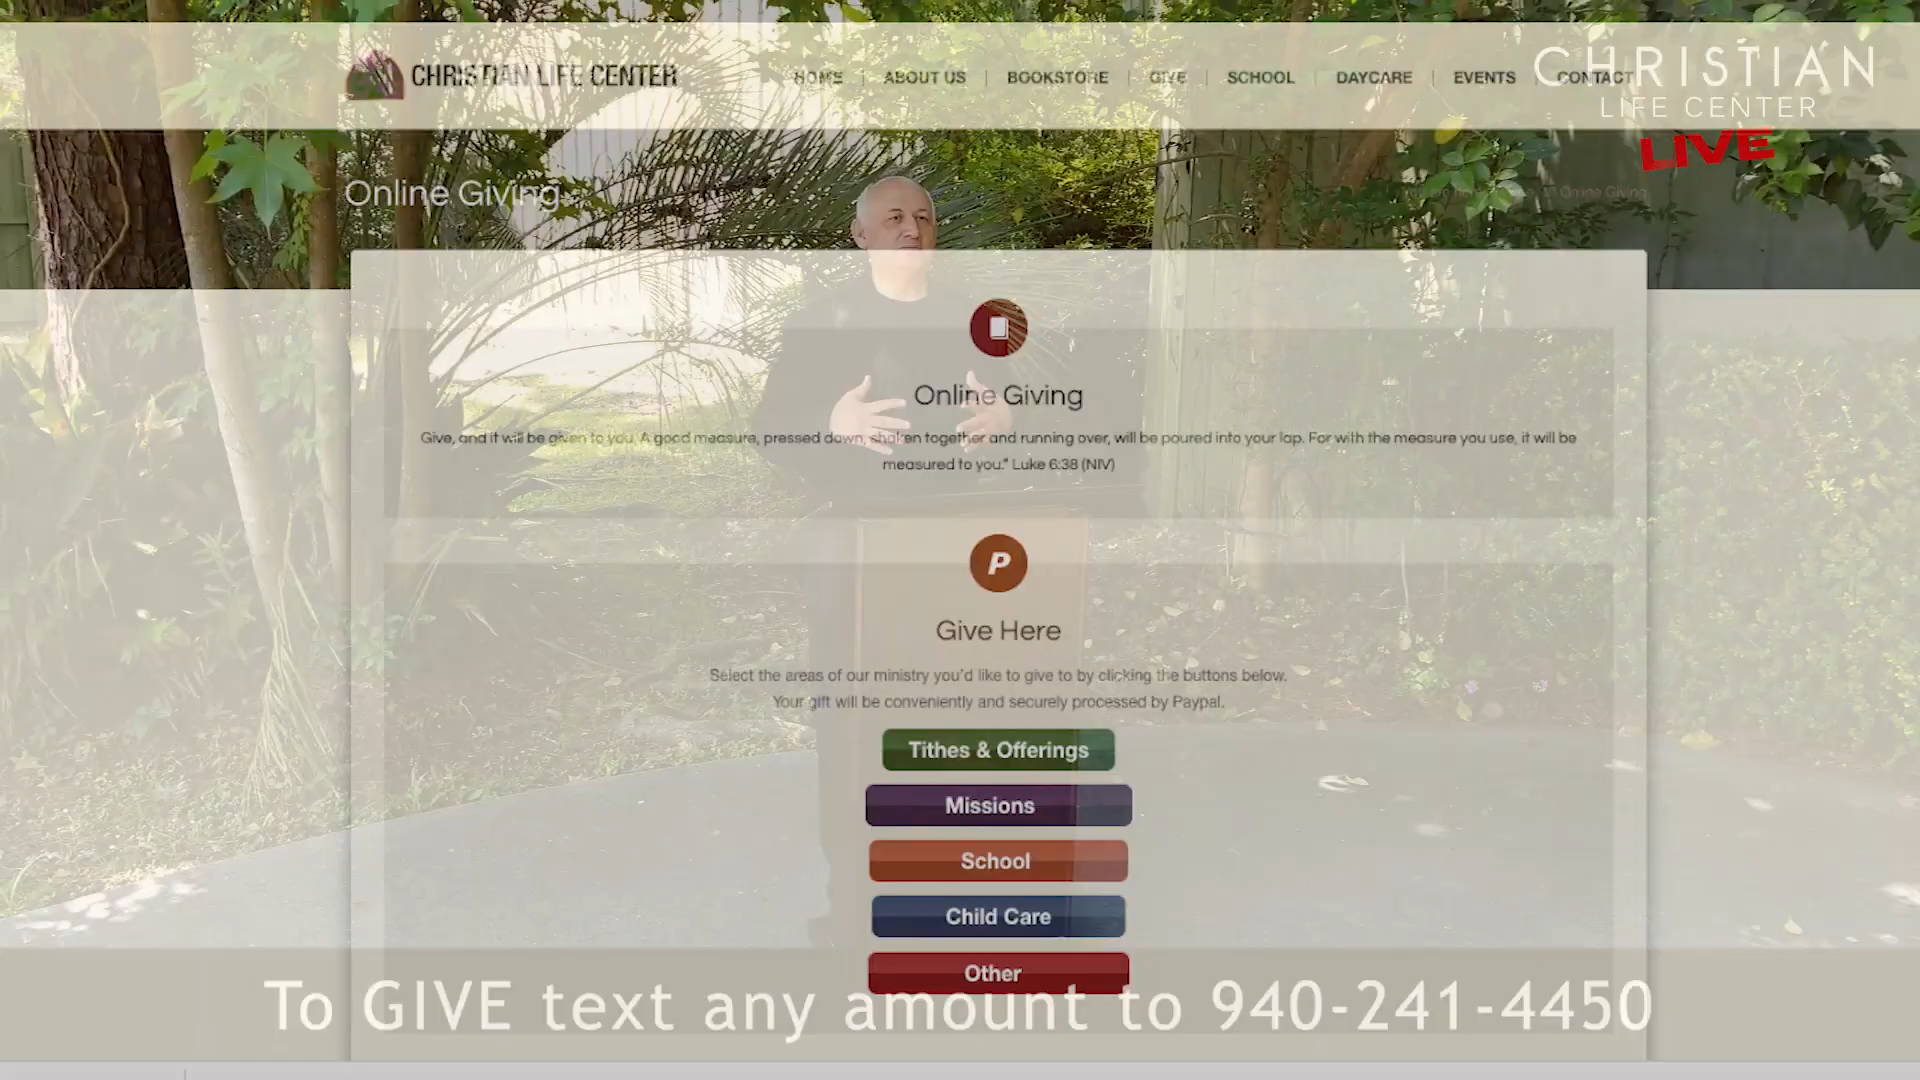 CHRISTIAN LIFE CENTER
HOME
ABOUT US
BOOKSTORE
GIVE
SCHOOL
DAYCARE
EVENTS
CONTACT
CHRISTIAN
LIFE CENTER
LIVE
Online Giving
Online Giving
Online Giving
Give, and it will be given to you. A good measure, pressed down, shaken together and running over, will be poured into your lap. For with the measure you use, it will be
measured to you." Luke 6:38 (NIV)
P
Give Here
Select the areas of our ministry you'd like to give to by clicking the buttons below.
Your gift will be conveniently and securely processed by Paypal.
Tithes & Offerings
Missions
School
Child Care
Other
To GIVE text any amount to 940-241-4450